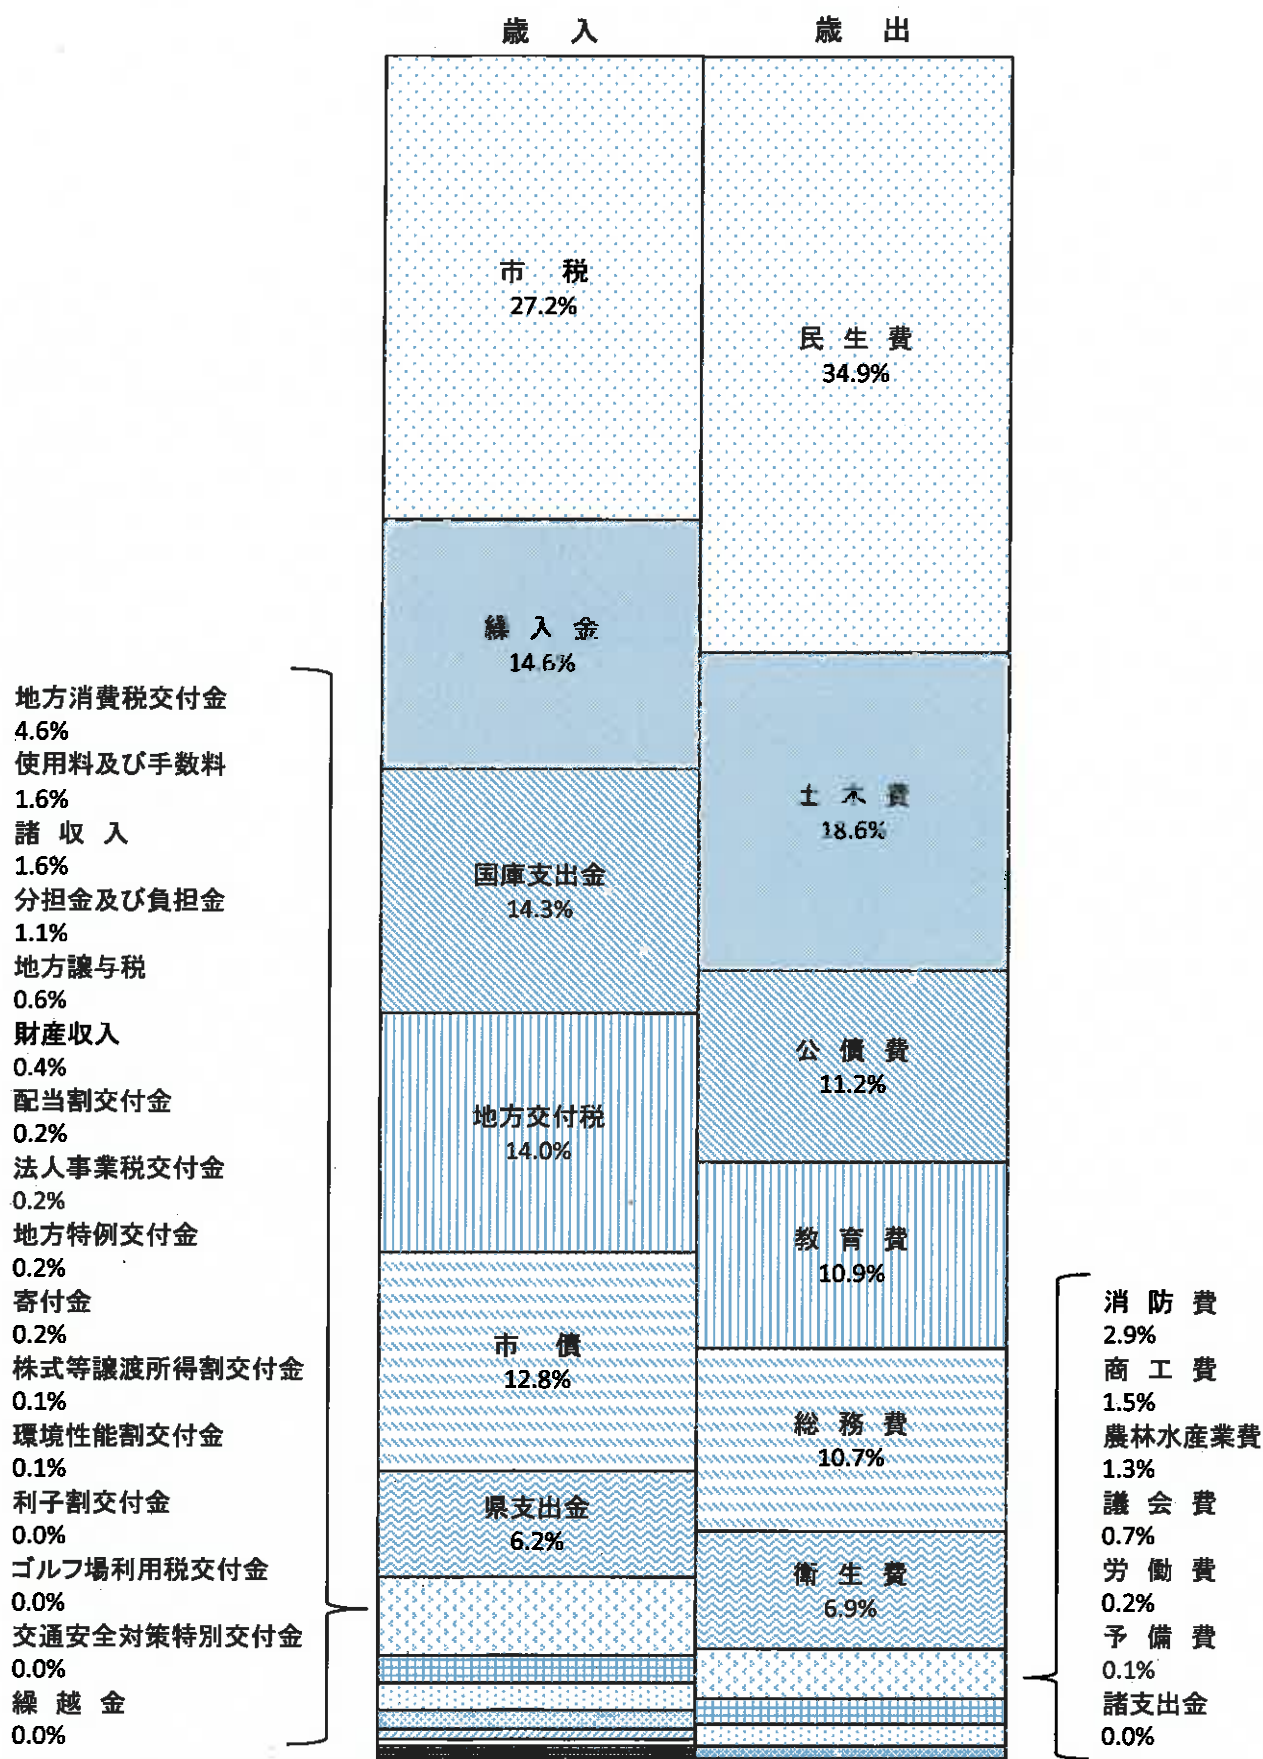 歳 入
歳 出
市 税
27.2%
繰 入 金
14.6%
国庫支出金
14.3%
地方交付税
14.0%
市 債
12.8%
県支出金
6.2%
民 生 費
34.9%
土 木 費
18.6%
公 債 費
11.2%
教 育 費
10.9%
総 務 費
10.7%
衛 生 費
6.9%
地方消費税交付金
4.6%
使用料及び手数料
1.6%
諸 収 入
1.6%
分担金及び負担金
1.1%
地方譲与税
0.6%
財産収入
0.4%
配当割交付金
0.2%
法人事業税交付金
0.2%
地方特例交付金
0.2%
寄付金
0.2%
株式等譲渡所得割交付金
0.1%
環境性能割交付金
0.1%
利子割交付金
0.0%
ゴルフ場利用税交付金
0.0%
交通安全対策特別交付金
0.0%
繰 越 金
0.0%
消 防 費
2.9%
商 工 費
1.5%
農林水産業費
1.3%
議 会 費
0.7%
労 働 費
0.2%
予 備 費
0.1%
諸支出金
0.0%